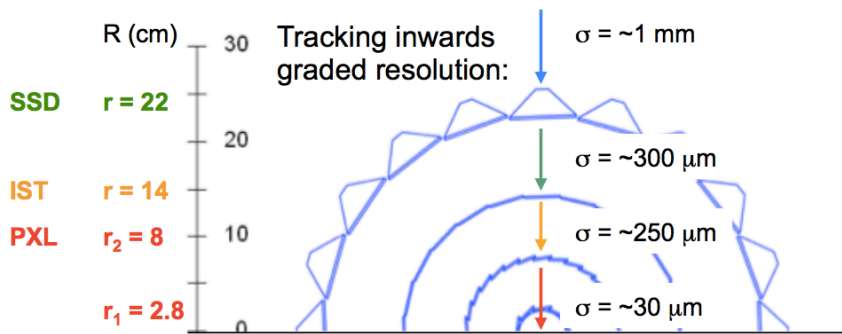 R (cm)
30
Tracking inwards
graded resolution:
σ = ~1 mm
SSD r = 22
20
σ = ~300 μm
IST r = 14
PXL r₂ = 8
10
σ = ~250 μm
r₁ = 2.8
0
σ = ~30 μm